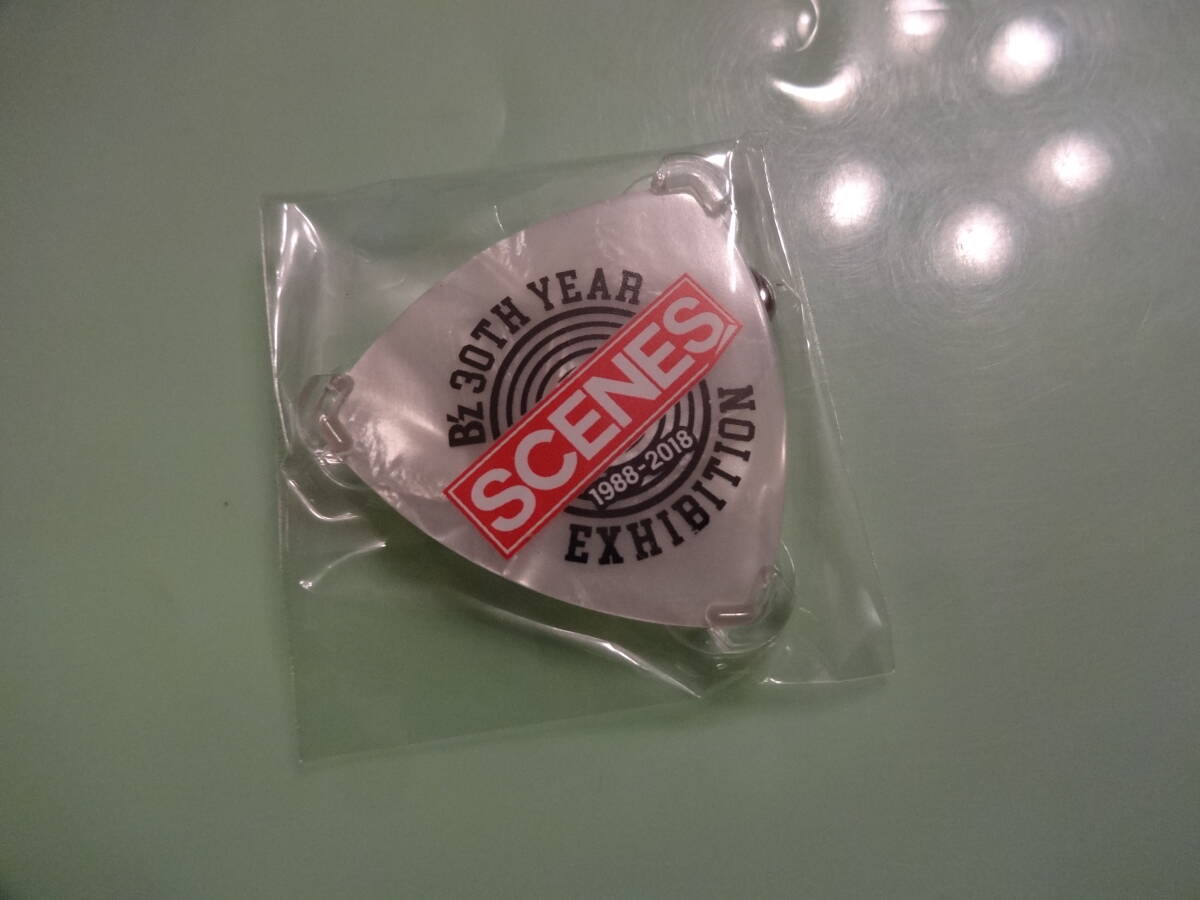 B'z 30TH YEAR
SCENES
1988-2018
EXHIBITION